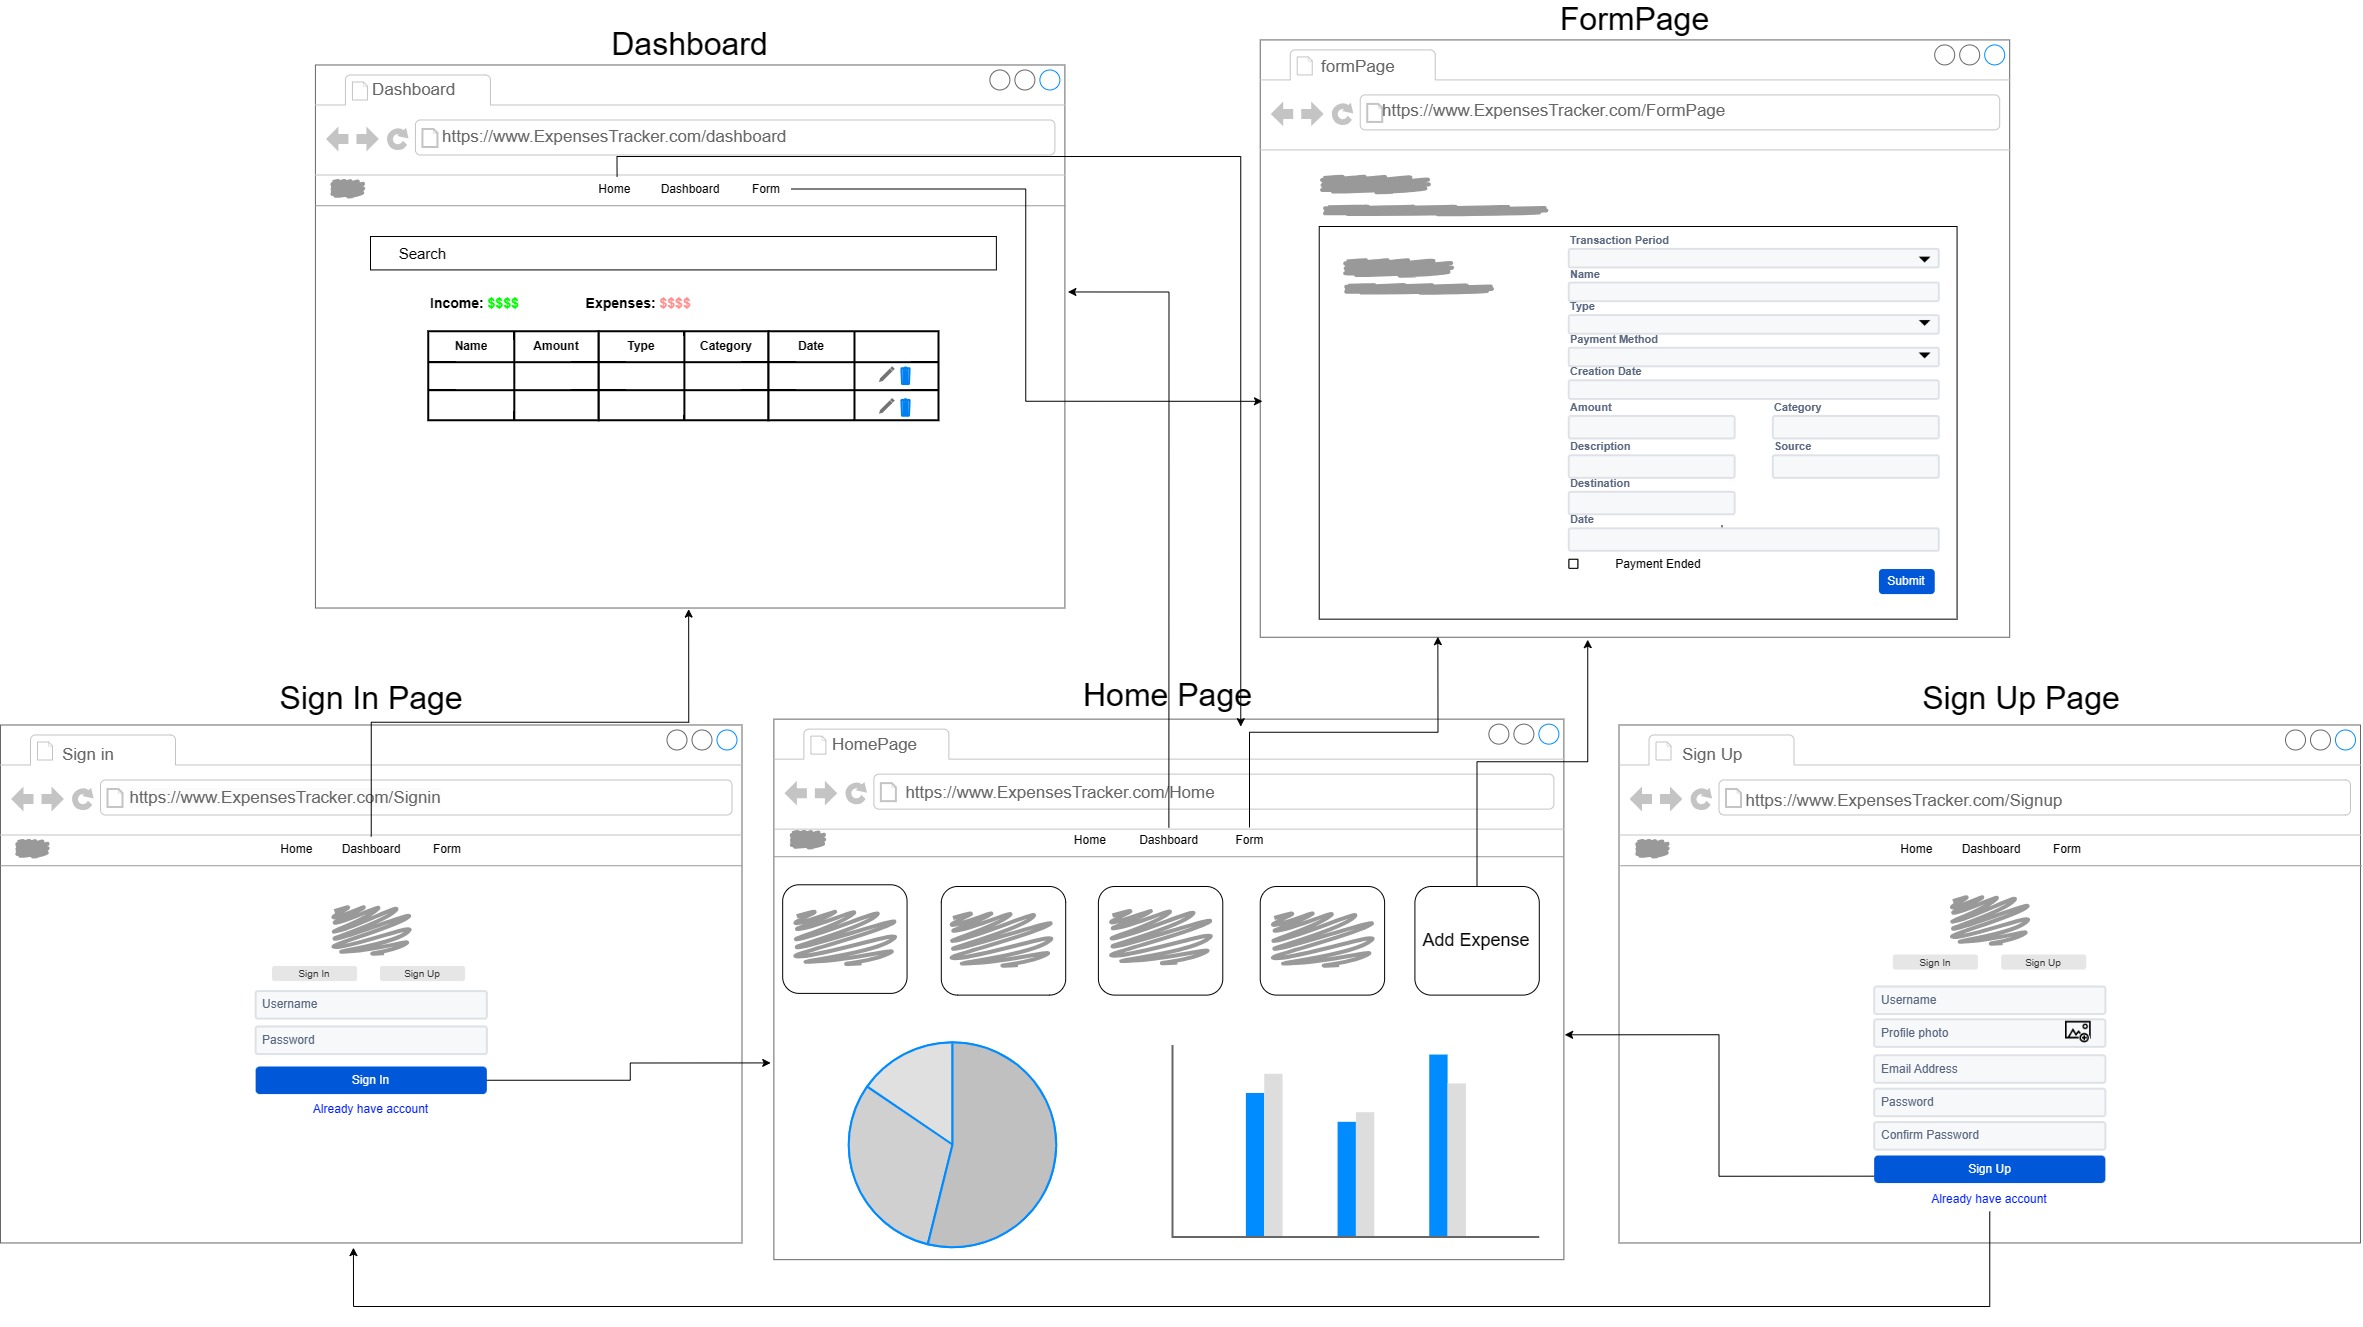 Dashboard
Dashboard
https://www.ExpensesTracker.com/dashboard
Home Dashboard Form
Search
Income: $$$$ Expenses: $$$$
Name Amount Type Category Date
FormPage
formPage
https://www.ExpensesTracker.com/FormPage
Transaction Period
Name
Type
Payment Method
Creation Date
Amount Category
Description Source
Destination
Date
Payment Ended
Submit
Sign In Page
Sign in
https://www.ExpensesTracker.com/Signin
Home Dashboard Form
Sign In Sign Up
Username
Password
Sign In
Already have account
Home Page
HomePage
https://www.ExpensesTracker.com/Home
Home Dashboard Form
Add Expense
Sign Up Page
Sign Up
https://www.ExpensesTracker.com/Signup
Home Dashboard Form
Sign In Sign Up
Username
Profile photo
Email Address
Password
Confirm Password
Sign Up
Already have account